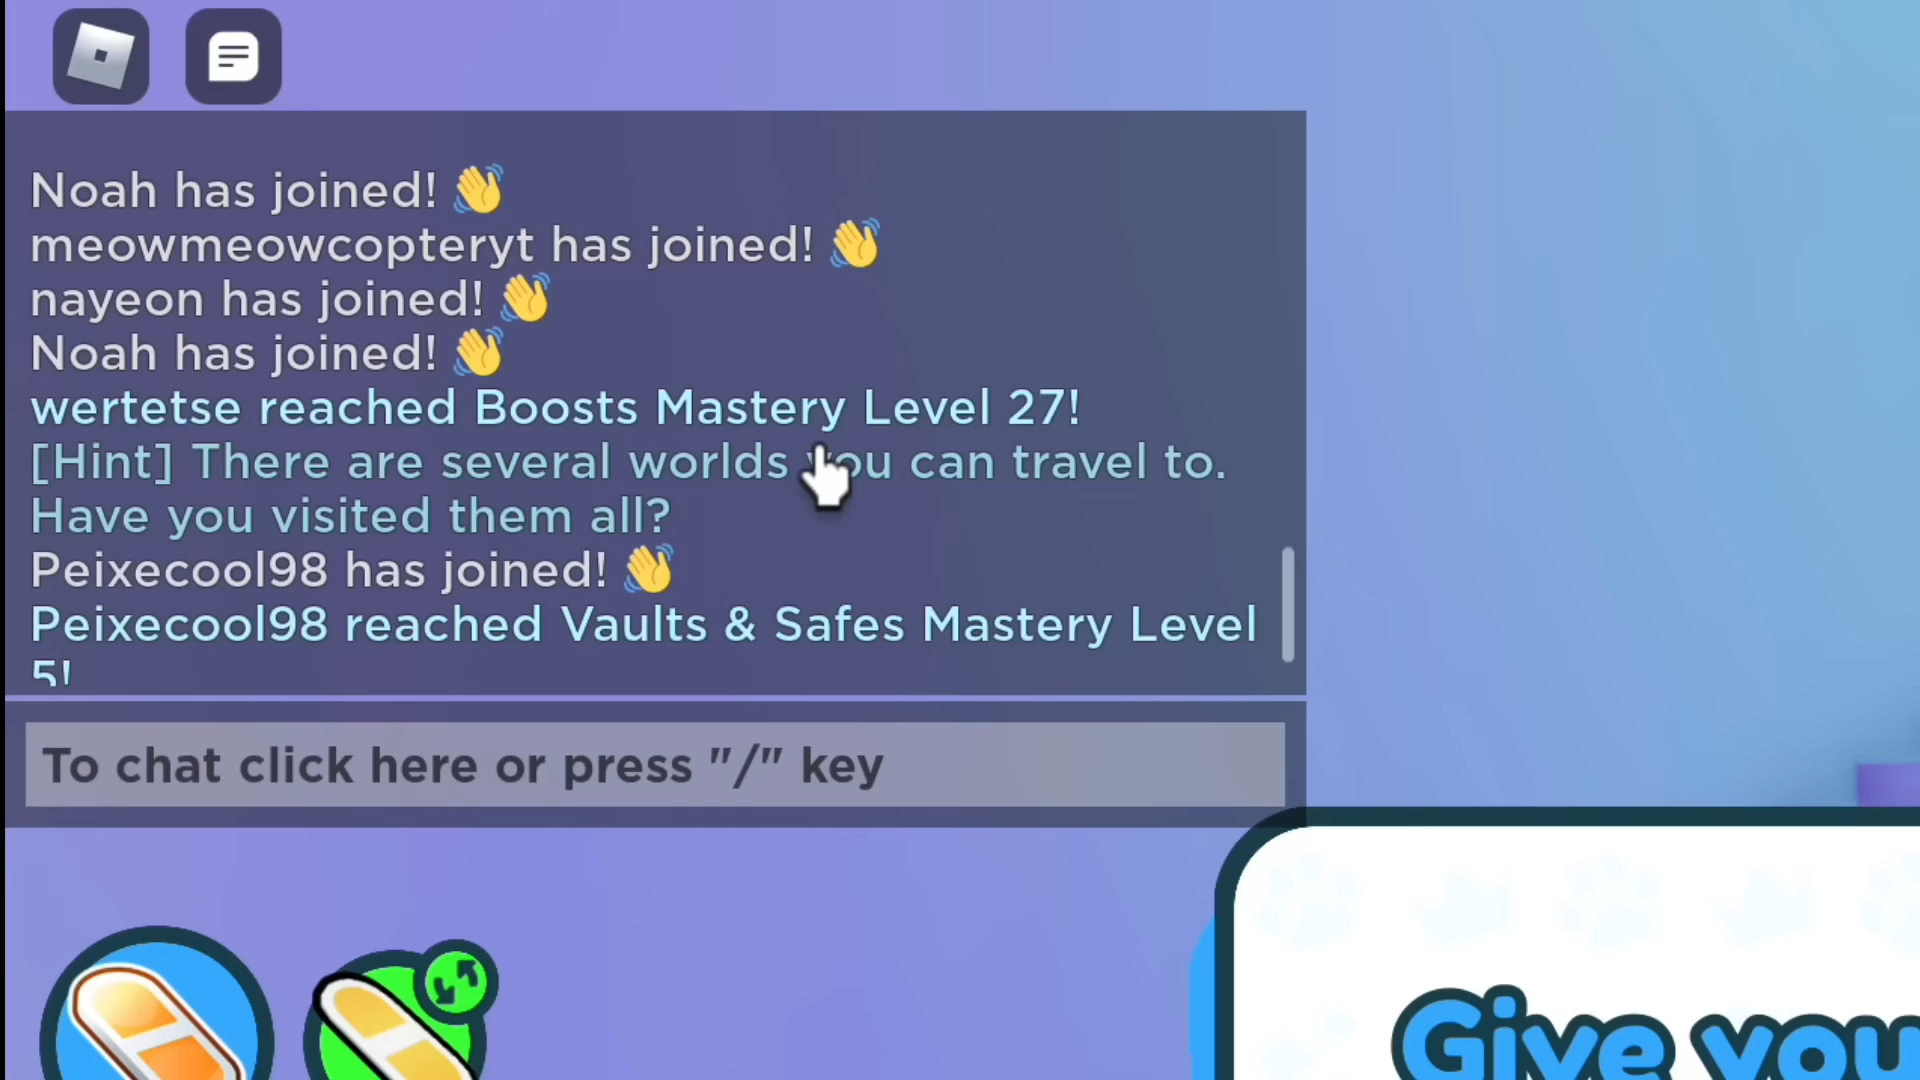 Noah has joined! 👋
meowmeowcopteryt has joined! 👋
nayeon has joined! 👋
Noah has joined! 👋
wertetse reached Boosts Mastery Level 27!
[Hint] There are several worlds you can travel to.
Have you visited them all?
Peixecool98 has joined! 👋
Peixecool98 reached Vaults & Safes Mastery Level
5!
To chat click here or press "/" key
Give you